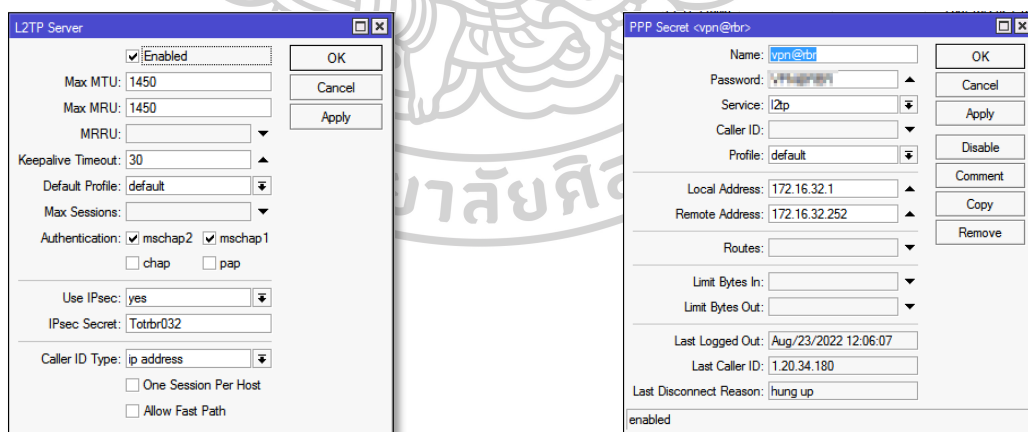 L2TP Server
Enabled
OK
Max MTU: 1450
Cancel
Max MRU: 1450
Apply
MRRU:
Keepalive Timeout: 30
Default Profile: default
Max Sessions:
Authentication: mschap2 mschap1
chap pap
Use IPsec: yes
IPsec Secret: Totrbr032
Caller ID Type: ip address
One Session Per Host
Allow Fast Path
PPP Secret <vpn@rbr>
Name: vpn@rbr
OK
Password:
Cancel
Service: l2tp
Apply
Caller ID:
Profile: default
Disable
Comment
Local Address: 172.16.32.1
Copy
Remote Address: 172.16.32.252
Remove
Routes:
Limit Bytes In:
Limit Bytes Out:
Last Logged Out: Aug/23/2022 12:06:07
Last Caller ID: 1.20.34.180
Last Disconnect Reason: hung up
enabled